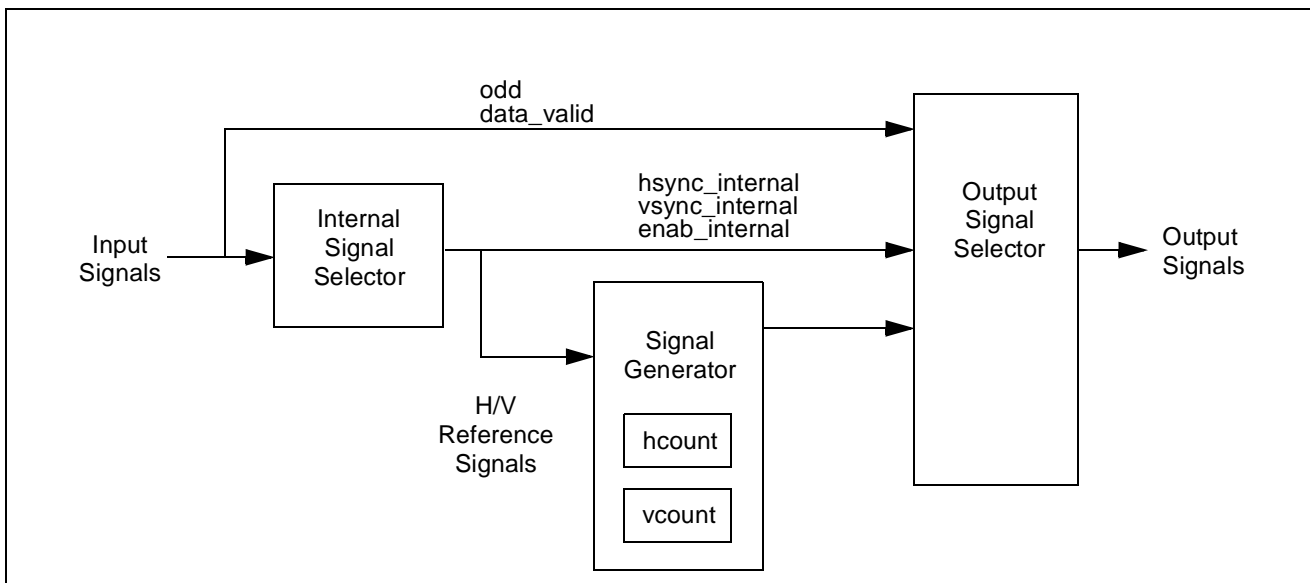 odd
data_valid
hsync_internal
vsync_internal
enab_internal
Input
Signals
Internal
Signal
Selector
Output
Signal
Selector
Output
Signals
H/V
Reference
Signals
Signal
Generator
hcount
vcount